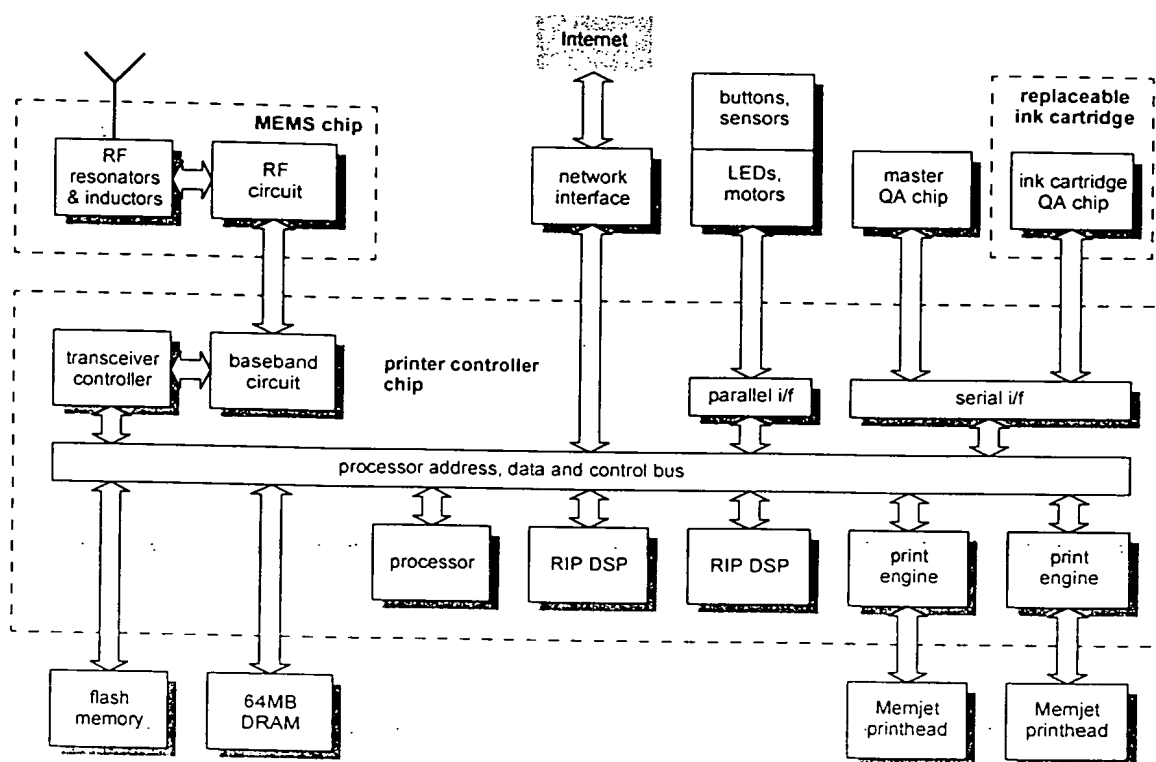 Internet
MEMS chip
RF
resonators
& inductors
RF
circuit
network
interface
buttons,
sensors
LEDs,
motors
master
QA chip
replaceable
ink cartridge
ink cartridge
QA chip
transceiver
controller
baseband
circuit
printer controller
chip
parallel i/f
serial i/f
processor address, data and control bus
processor
RIP DSP
RIP DSP
print
engine
print
engine
flash
memory
64MB
DRAM
Memjet
printhead
Memjet
printhead